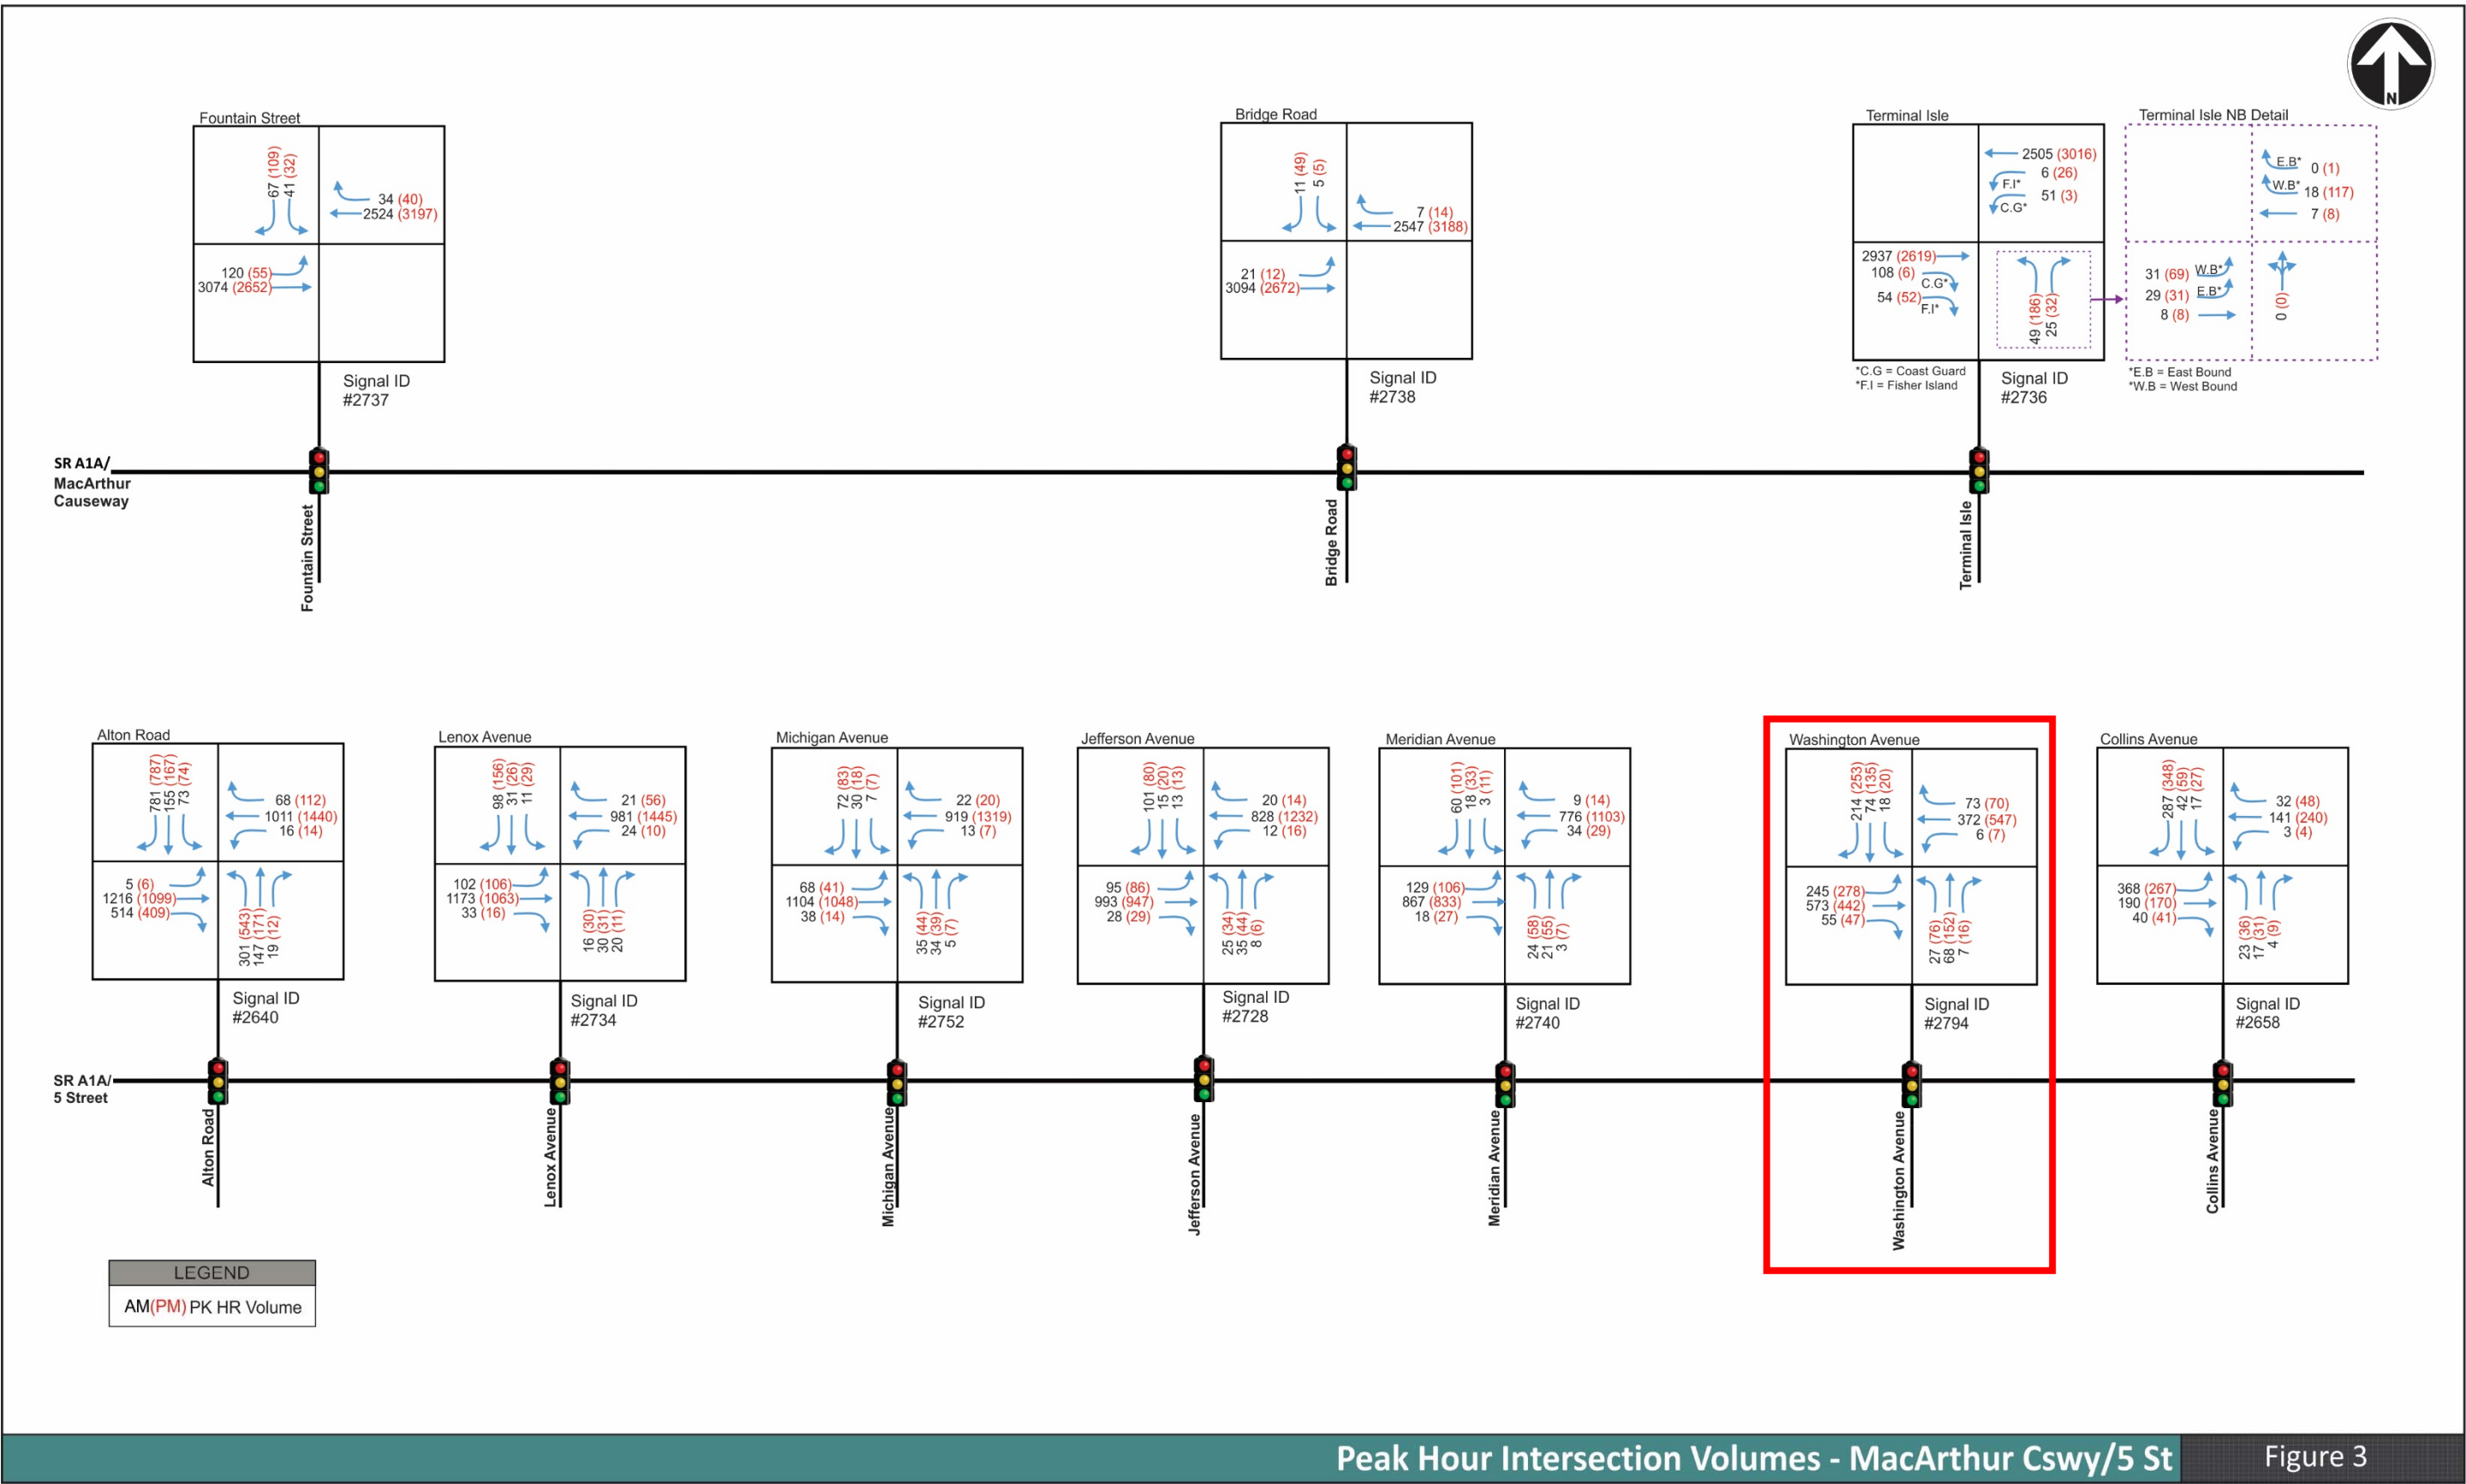 N
Fountain Street
67 (109)
41 (32)
34 (40)
2524 (3197)
120 (55)
3074 (2652)
Signal ID
#2737
Bridge Road
11 (49)
5 (5)
7 (14)
2547 (3188)
21 (12)
3094 (2672)
Signal ID
#2738
Terminal Isle
2505 (3016)
6 (26)
F.I*
51 (3)
C.G*
2937 (2619)
108 (6)
C.G*
54 (52)
F.I*
49 (186)
25 (32)
*C.G = Coast Guard
*F.I = Fisher Island
Signal ID
#2736
Terminal Isle NB Detail
E.B*
0 (1)
W.B*
18 (117)
7 (8)
31 (69) W.B*
29 (31) E.B*
8 (8)
0 (0)
*E.B = East Bound
*W.B = West Bound
SR A1A/
MacArthur
Causeway
Fountain Street
Bridge Road
Terminal Isle
Alton Road
781 (787)
155 (167)
73 (74)
68 (112)
1011 (1440)
16 (14)
5 (6)
1216 (1099)
514 (409)
301 (543)
147 (171)
19 (12)
Signal ID
#2640
Lenox Avenue
98 (156)
31 (26)
11 (29)
21 (56)
981 (1445)
24 (10)
102 (106)
1173 (1063)
33 (16)
16 (30)
30 (31)
20 (11)
Signal ID
#2734
Michigan Avenue
72 (83)
30 (18)
7 (7)
22 (20)
919 (1319)
13 (7)
68 (41)
1104 (1048)
38 (14)
35 (44)
34 (39)
5 (7)
Signal ID
#2752
Jefferson Avenue
101 (80)
15 (20)
13 (13)
20 (14)
828 (1232)
12 (16)
95 (86)
993 (947)
28 (29)
25 (34)
35 (44)
8 (6)
Signal ID
#2728
Meridian Avenue
60 (101)
18 (33)
3 (11)
9 (14)
776 (1103)
34 (29)
129 (106)
867 (833)
18 (27)
24 (58)
21 (55)
3 (7)
Signal ID
#2740
Washington Avenue
214 (253)
74 (135)
18 (20)
73 (70)
372 (547)
6 (7)
245 (278)
573 (442)
55 (47)
27 (76)
68 (152)
7 (16)
Signal ID
#2794
Collins Avenue
287 (348)
42 (59)
17 (27)
32 (48)
141 (240)
3 (4)
368 (267)
190 (170)
40 (41)
23 (36)
17 (31)
4 (9)
Signal ID
#2658
SR A1A/
5 Street
Alton Road
Lenox Avenue
Michigan Avenue
Jefferson Avenue
Meridian Avenue
Washington Avenue
Collins Avenue
LEGEND
AM(PM) PK HR Volume
Peak Hour Intersection Volumes - MacArthur Cswy/5 St
Figure 3